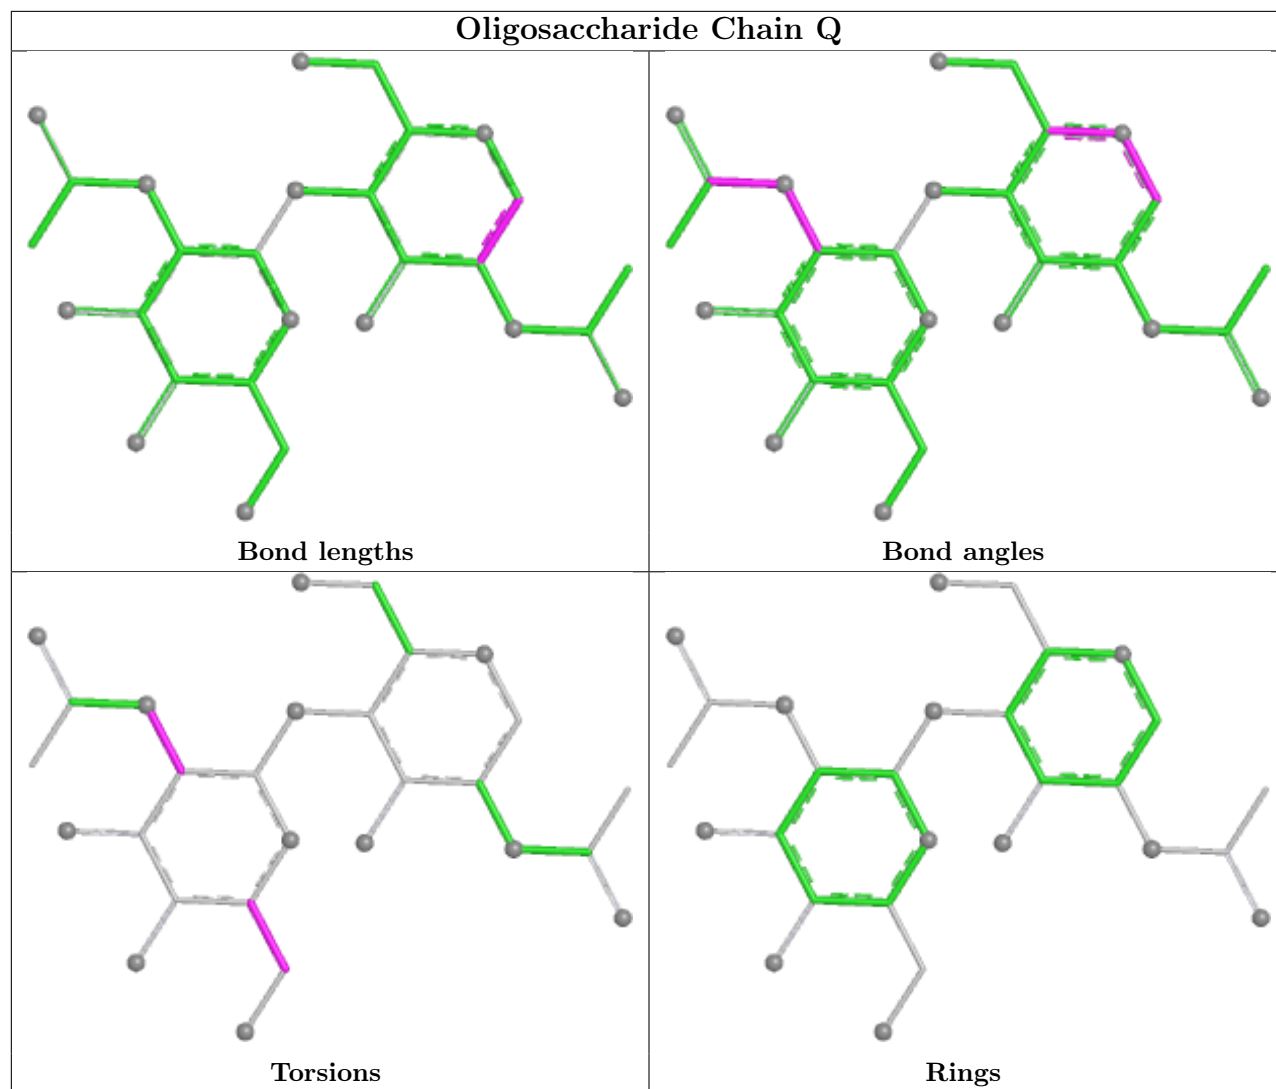 Oligosaccharide Chain Q
Bond lengths
Bond angles
Torsions
Rings